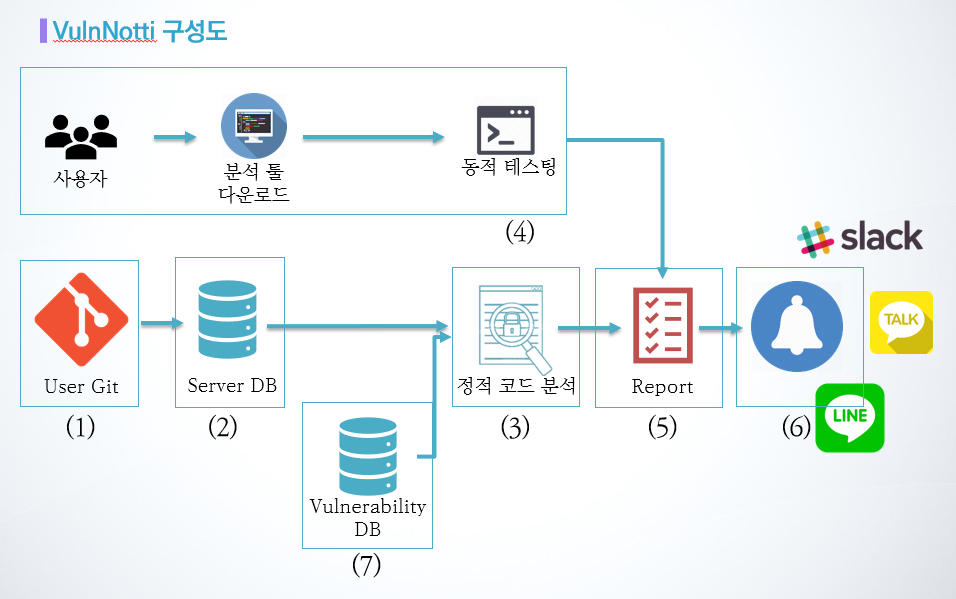 VulnNotti 구성도
사용자
분석 툴
다운로드
동적 테스팅
(4)
slack
TALK
User Git
Server DB
정적 코드 분석
Report
LINE
(1)
(2)
(3)
(5)
(6)
Vulnerability
DB
(7)